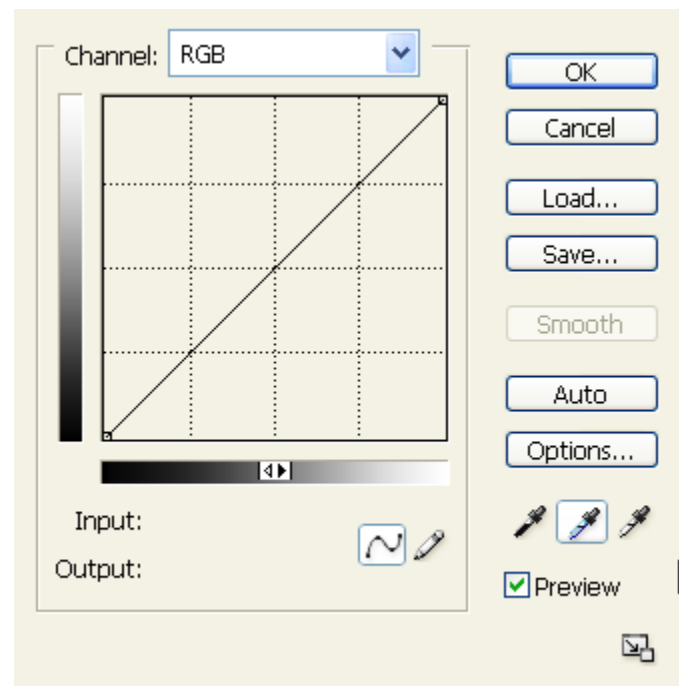 Channel: RGB
OK
Cancel
Load...
Save...
Smooth
Auto
Options...
Input:
Output:
Preview